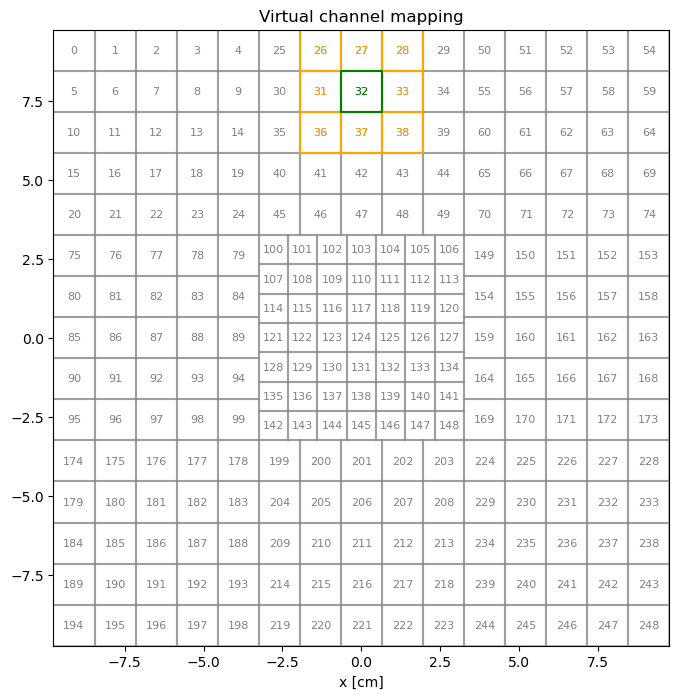 Virtual channel mapping
0 1 2 3 4 25 26 27 28 29 50 51 52 53 54
7.5 5 6 7 8 9 30 31 32 33 34 55 56 57 58 59
10 11 12 13 14 35 36 37 38 39 60 61 62 63 64
5.0 15 16 17 18 19 40 41 42 43 44 65 66 67 68 69
20 21 22 23 24 45 46 47 48 49 70 71 72 73 74
2.5 75 76 77 78 79 100 101 102 103 104 105 106 149 150 151 152 153
107 108 109 110 111 112 113
80 81 82 83 84 114 115 116 117 118 119 120 154 155 156 157 158
0.0 85 86 87 88 89 121 122 123 124 125 126 127 159 160 161 162 163
90 91 92 93 94 128 129 130 131 132 133 134 164 165 166 167 168
135 136 137 138 139 140 141
−2.5 95 96 97 98 99 142 143 144 145 146 147 148 169 170 171 172 173
174 175 176 177 178 199 200 201 202 203 224 225 226 227 228
−5.0 179 180 181 182 183 204 205 206 207 208 229 230 231 232 233
184 185 186 187 188 209 210 211 212 213 234 235 236 237 238
−7.5 189 190 191 192 193 214 215 216 217 218 239 240 241 242 243
194 195 196 197 198 219 220 221 222 223 244 245 246 247 248
−7.5 −5.0 −2.5 0.0 2.5 5.0 7.5
x [cm]